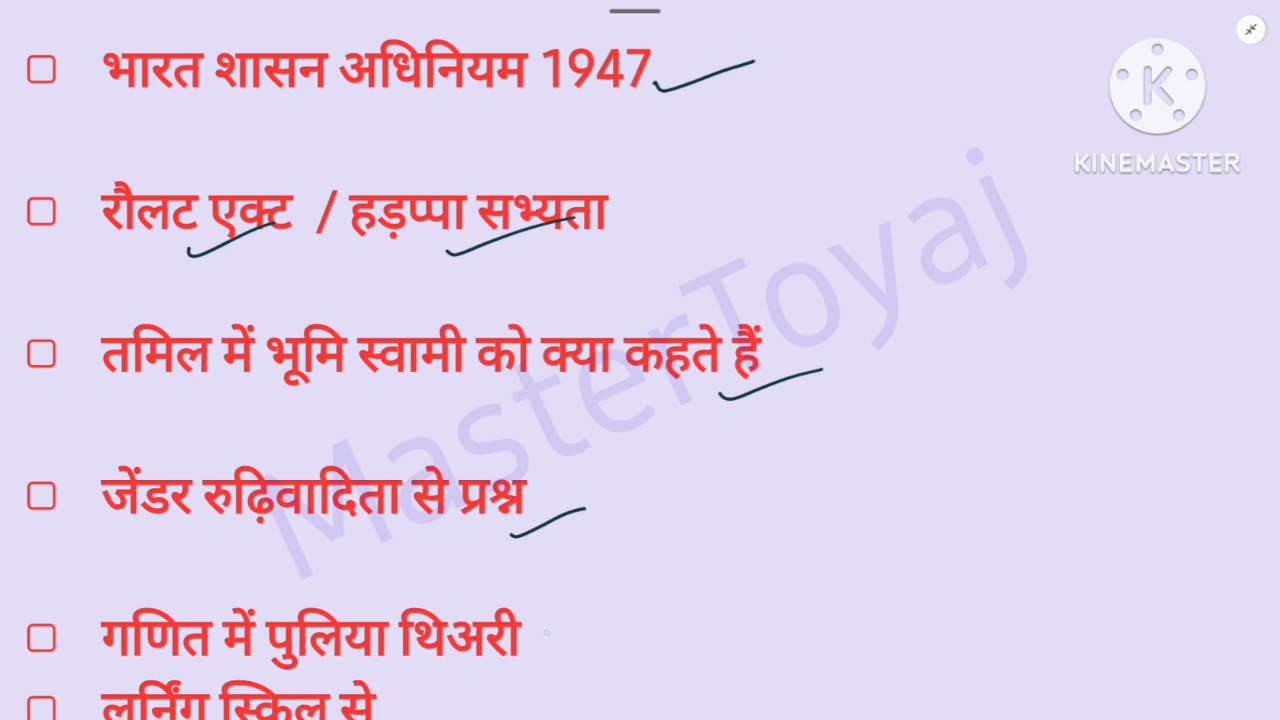 भारत शासन अधिनियम 1947
KINEMASTER
रौलट एक्ट / हड़प्पा सभ्यता
तमिल में भूमि स्वामी को क्या कहते हैं
जेंडर रुढ़िवादिता से प्रश्न
गणित में पुलिया थिअरी
लर्निंग स्किल से
MasterToyaj